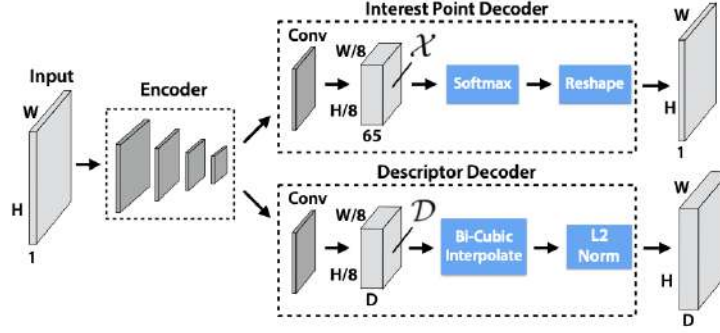 Interest Point Decoder
Conv
W/8
𝒳
Softmax
Reshape
H/8
65
W
H
1
Input
W
H
1
Encoder
Descriptor Decoder
Conv
W/8
𝒟
Bi-Cubic
Interpolate
L2
Norm
H/8
D
W
H
D